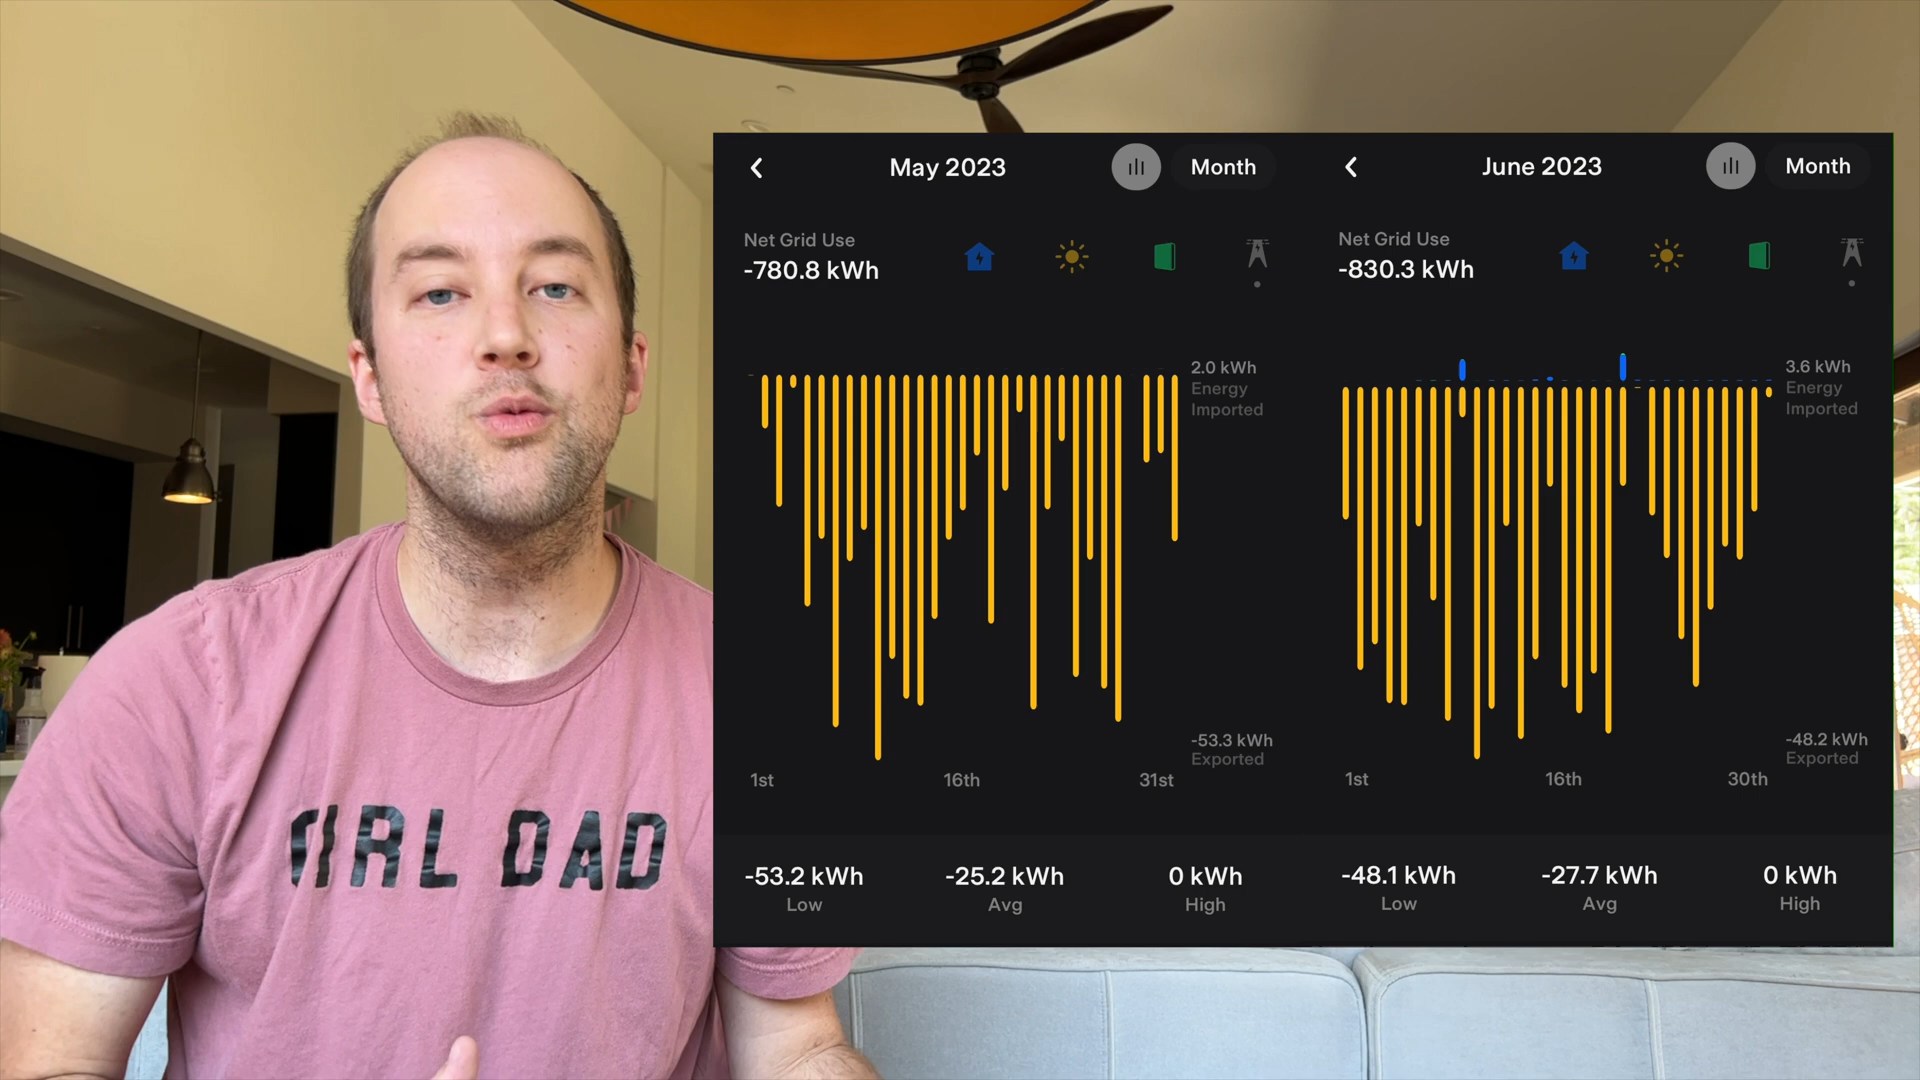 May 2023
Month
Net Grid Use
-780.8 kWh
2.0 kWh
Energy
Imported
-53.3 kWh
Exported
1st
16th
31st
-53.2 kWh
Low
-25.2 kWh
Avg
0 kWh
High
June 2023
Month
Net Grid Use
-830.3 kWh
3.6 kWh
Energy
Imported
-48.2 kWh
Exported
1st
16th
30th
-48.1 kWh
Low
-27.7 kWh
Avg
0 kWh
High
GIRL DAD